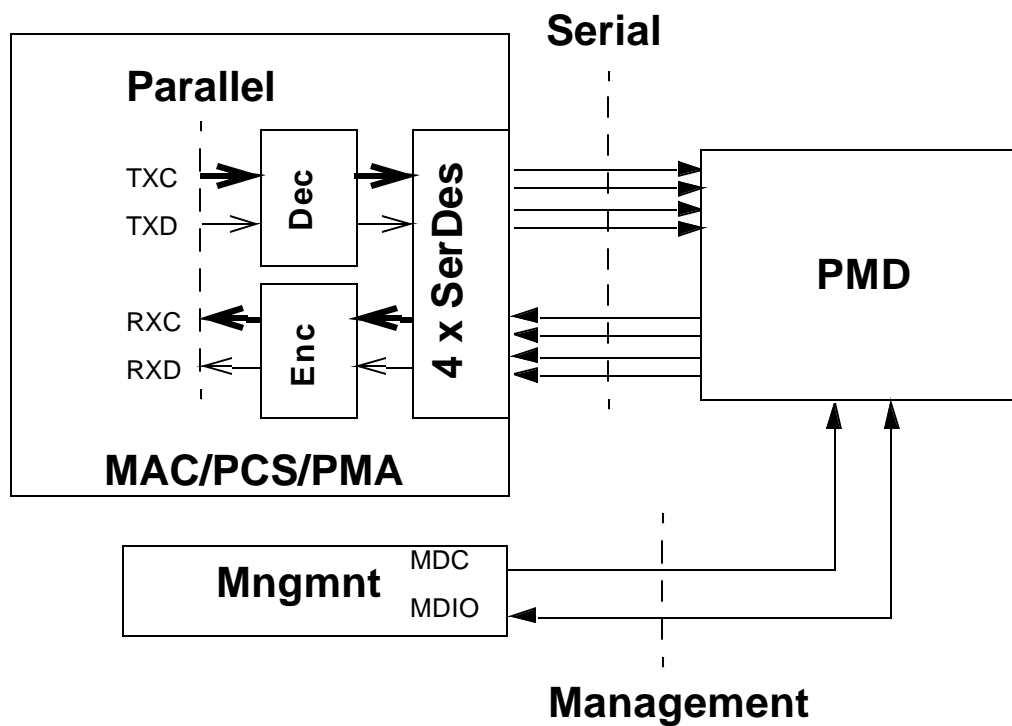 Serial
Parallel
TXC
TXD
Dec
RXC
RXD
Enc
4 x SerDes
PMD
MAC/PCS/PMA
Mngmnt
MDC
MDIO
Management